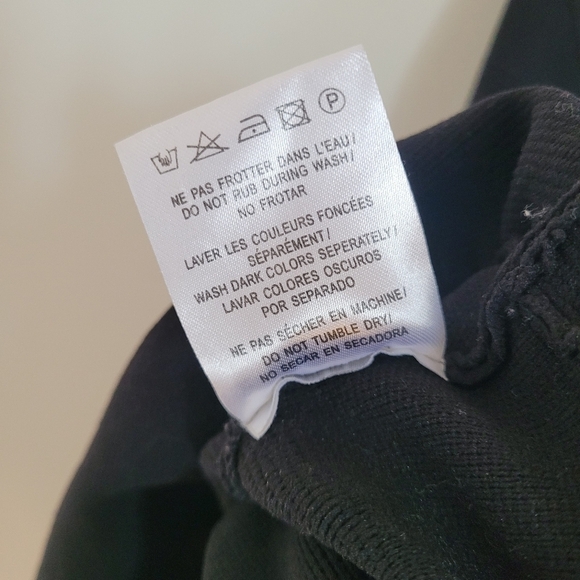 P
NE PAS FROTTER DANS L'EAU/
DO NOT RUB DURING WASH/
NO FROTAR
LAVER LES COULEURS FONCÉES
SÉPARÉMENT/
WASH DARK COLORS SEPERATELY/
LAVAR COLORES OSCUROS
POR SEPARADO
NE PAS SÉCHER EN MACHINE/
DO NOT TUMBLE DRY/
NO SECAR EN SECADORA